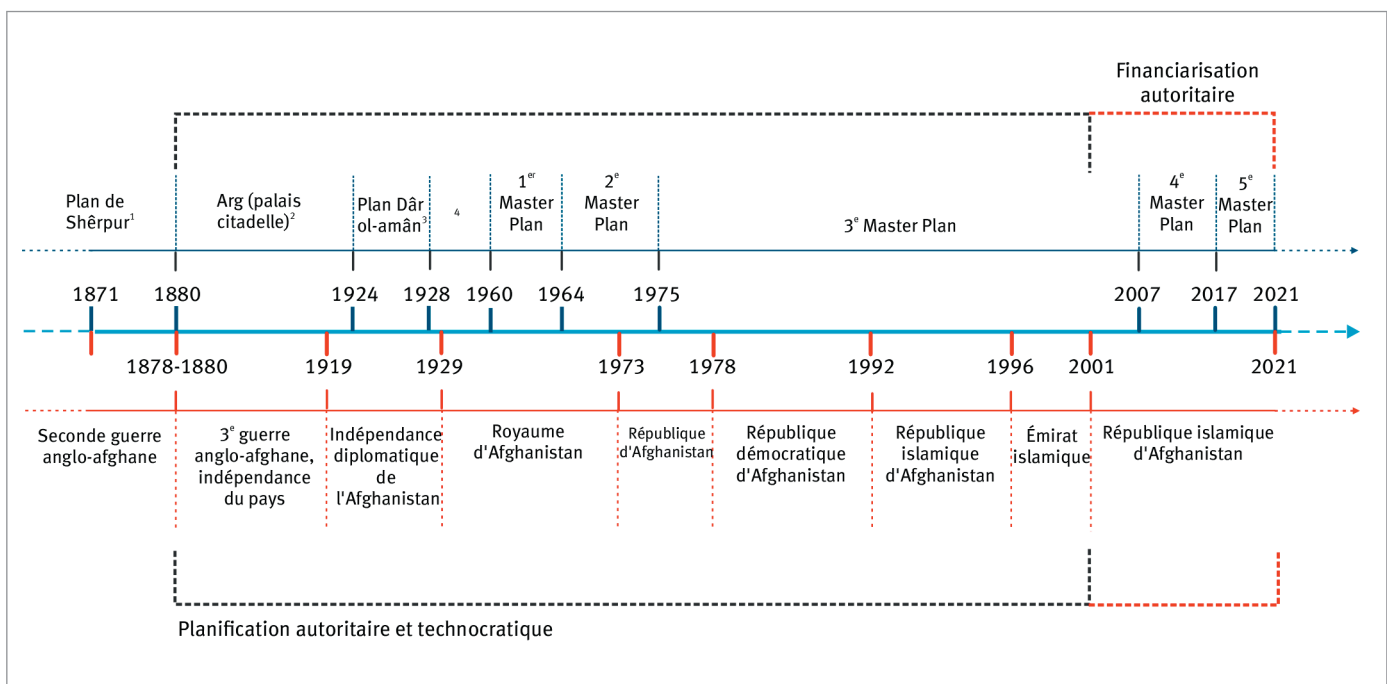 Financiarisation
autoritaire
Plan de
Shêrpur1
Arg (palais
citadelle)2
Plan Dâr
ol-amân3
4
1er
Master
Plan
2e
Master
Plan
3e Master Plan
4e
Master
Plan
5e
Master
Plan
1871 1880 1924 1928 1960 1964 1975 2007 2017 2021
1878-1880 1919 1929 1973 1978 1992 1996 2001 2021
Seconde guerre
anglo-afghane
3e guerre
anglo-afghane,
indépendance
du pays
Indépendance
diplomatique
de
l'Afghanistan
Royaume
d'Afghanistan
République
d'Afghanistan
République
démocratique
d'Afghanistan
République
islamique
d'Afghanistan
Émirat
islamique
République islamique
d'Afghanistan
Planification autoritaire et technocratique